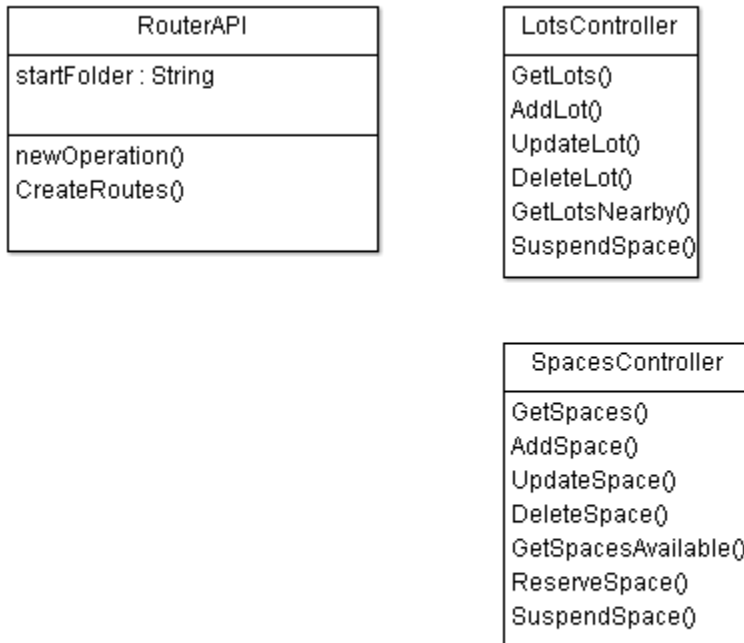 RouterAPI
startFolder : String
newOperation()
CreateRoutes()
LotsController
GetLots()
AddLot()
UpdateLot()
DeleteLot()
GetLotsNearby()
SuspendSpace()
SpacesController
GetSpaces()
AddSpace()
UpdateSpace()
DeleteSpace()
GetSpacesAvailable()
ReserveSpace()
SuspendSpace()